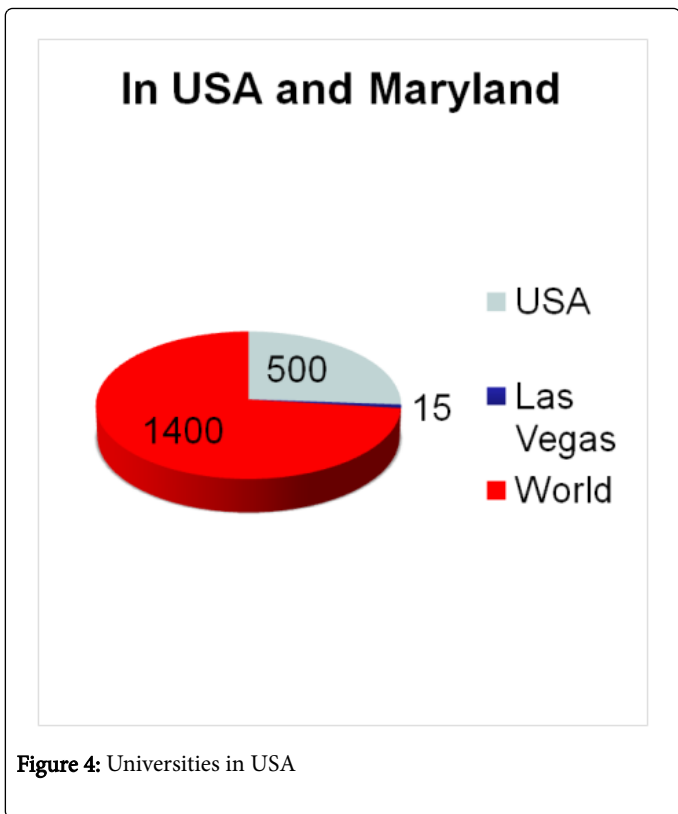 In USA and Maryland
USA
500
15
Las
Vegas
1400
World
Figure 4: Universities in USA